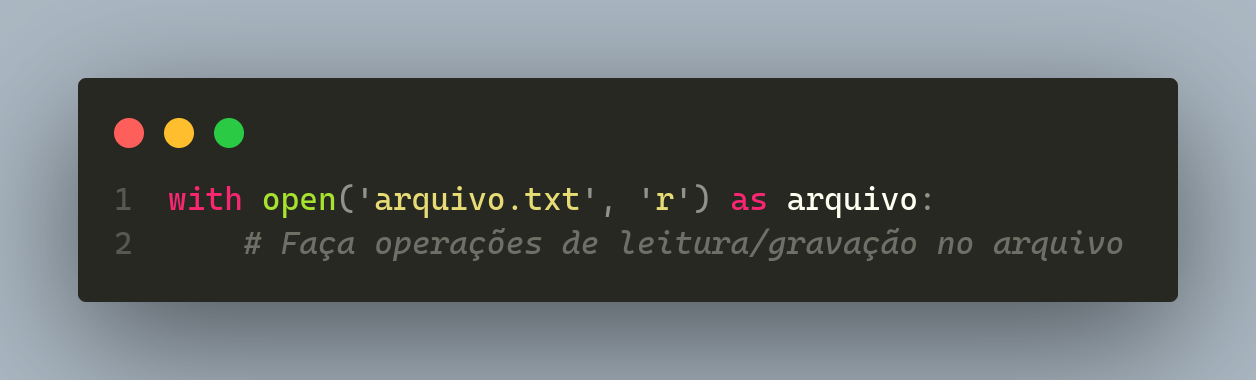 1 with open('arquivo.txt', 'r') as arquivo:
2 # Faça operações de leitura/gravação no arquivo